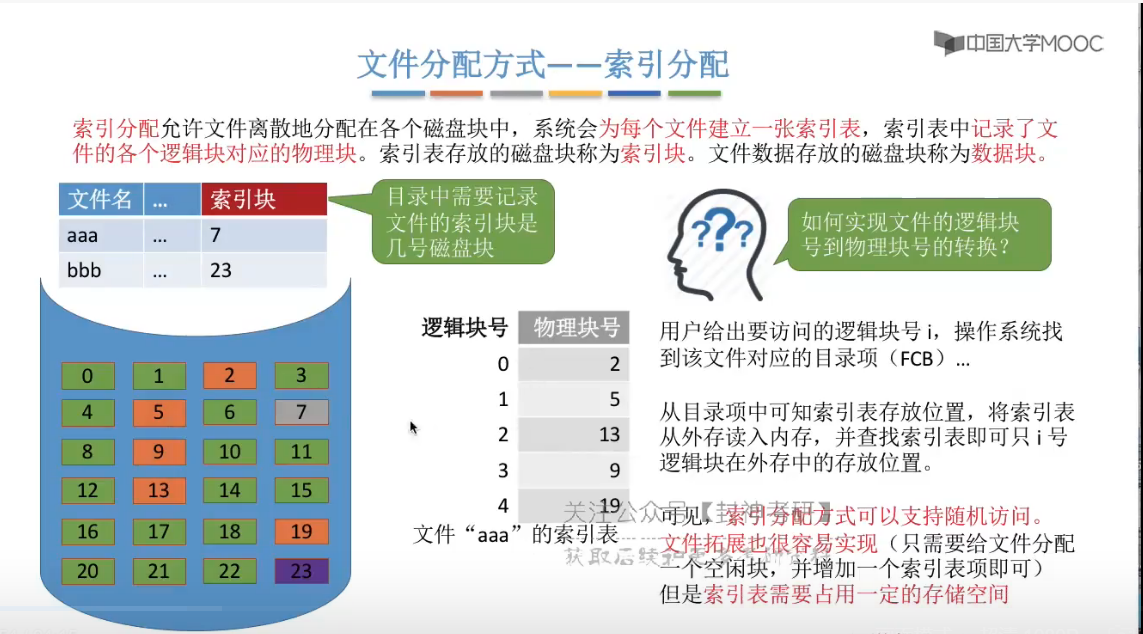 中国大学MOOC
文件分配方式——索引分配
索引分配允许文件离散地分配在各个磁盘块中，系统会为每个文件建立一张索引表，索引表中记录了文
件的各个逻辑块对应的物理块。索引表存放的磁盘块称为索引块。文件数据存放的磁盘块称为数据块。
文件名 ... 索引块
aaa ... 7
bbb ... 23
目录中需要记录
文件的索引块是
几号磁盘块
???
如何实现文件的逻辑块
号到物理块号的转换？
0 1 2 3
4 5 6 7
8 9 10 11
12 13 14 15
16 17 18 19
20 21 22 23
逻辑块号 物理块号
0 2
1 5
2 13
3 9
4 19
文件“aaa”的索引表
用户给出要访问的逻辑块号 i，操作系统找
到该文件对应的目录项（FCB）...
从目录项中可知索引表存放位置，将索引表
从外存读入内存，并查找索引表即可只 i 号
逻辑块在外存中的存放位置。
可见，索引分配方式可以支持随机访问。
文件拓展也很容易实现（只需要给文件分配
一个空闲块，并增加一个索引表项即可）
但是索引表需要占用一定的存储空间
关注公众号【封神考研】